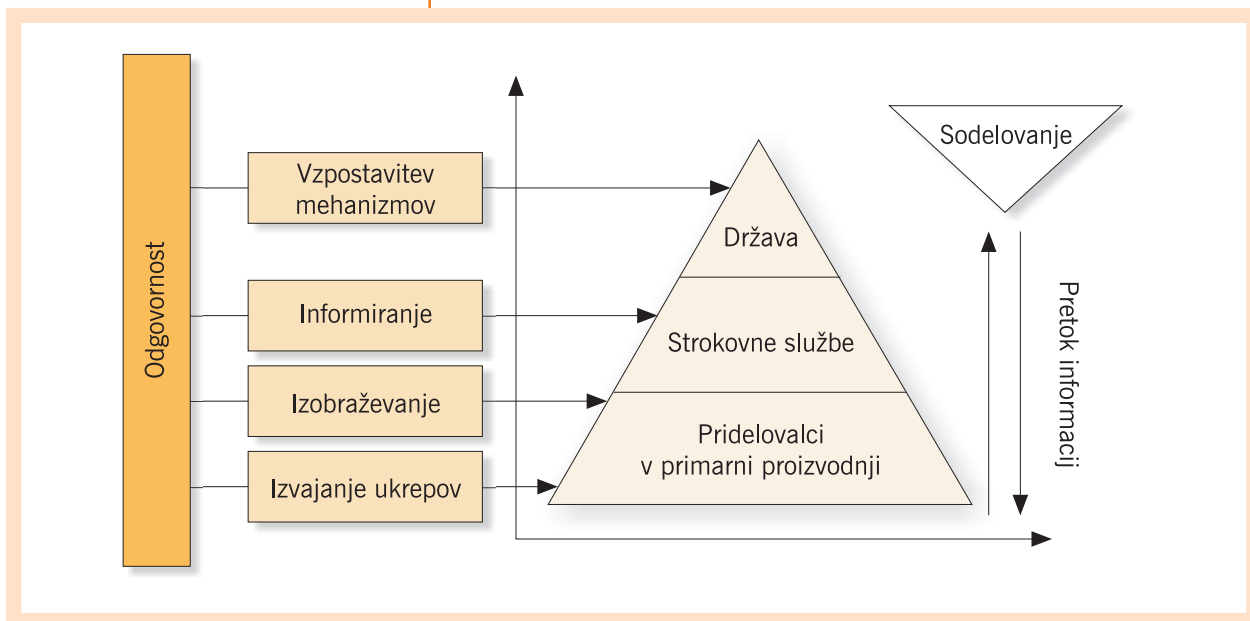 Odgovornost
Vzpostavitev
mehanizmov
Informiranje
Izobraževanje
Izvajanje ukrepov
Država
Strokovne službe
Pridelovalci
v primarni proizvodnji
Sodelovanje
Pretok informacij